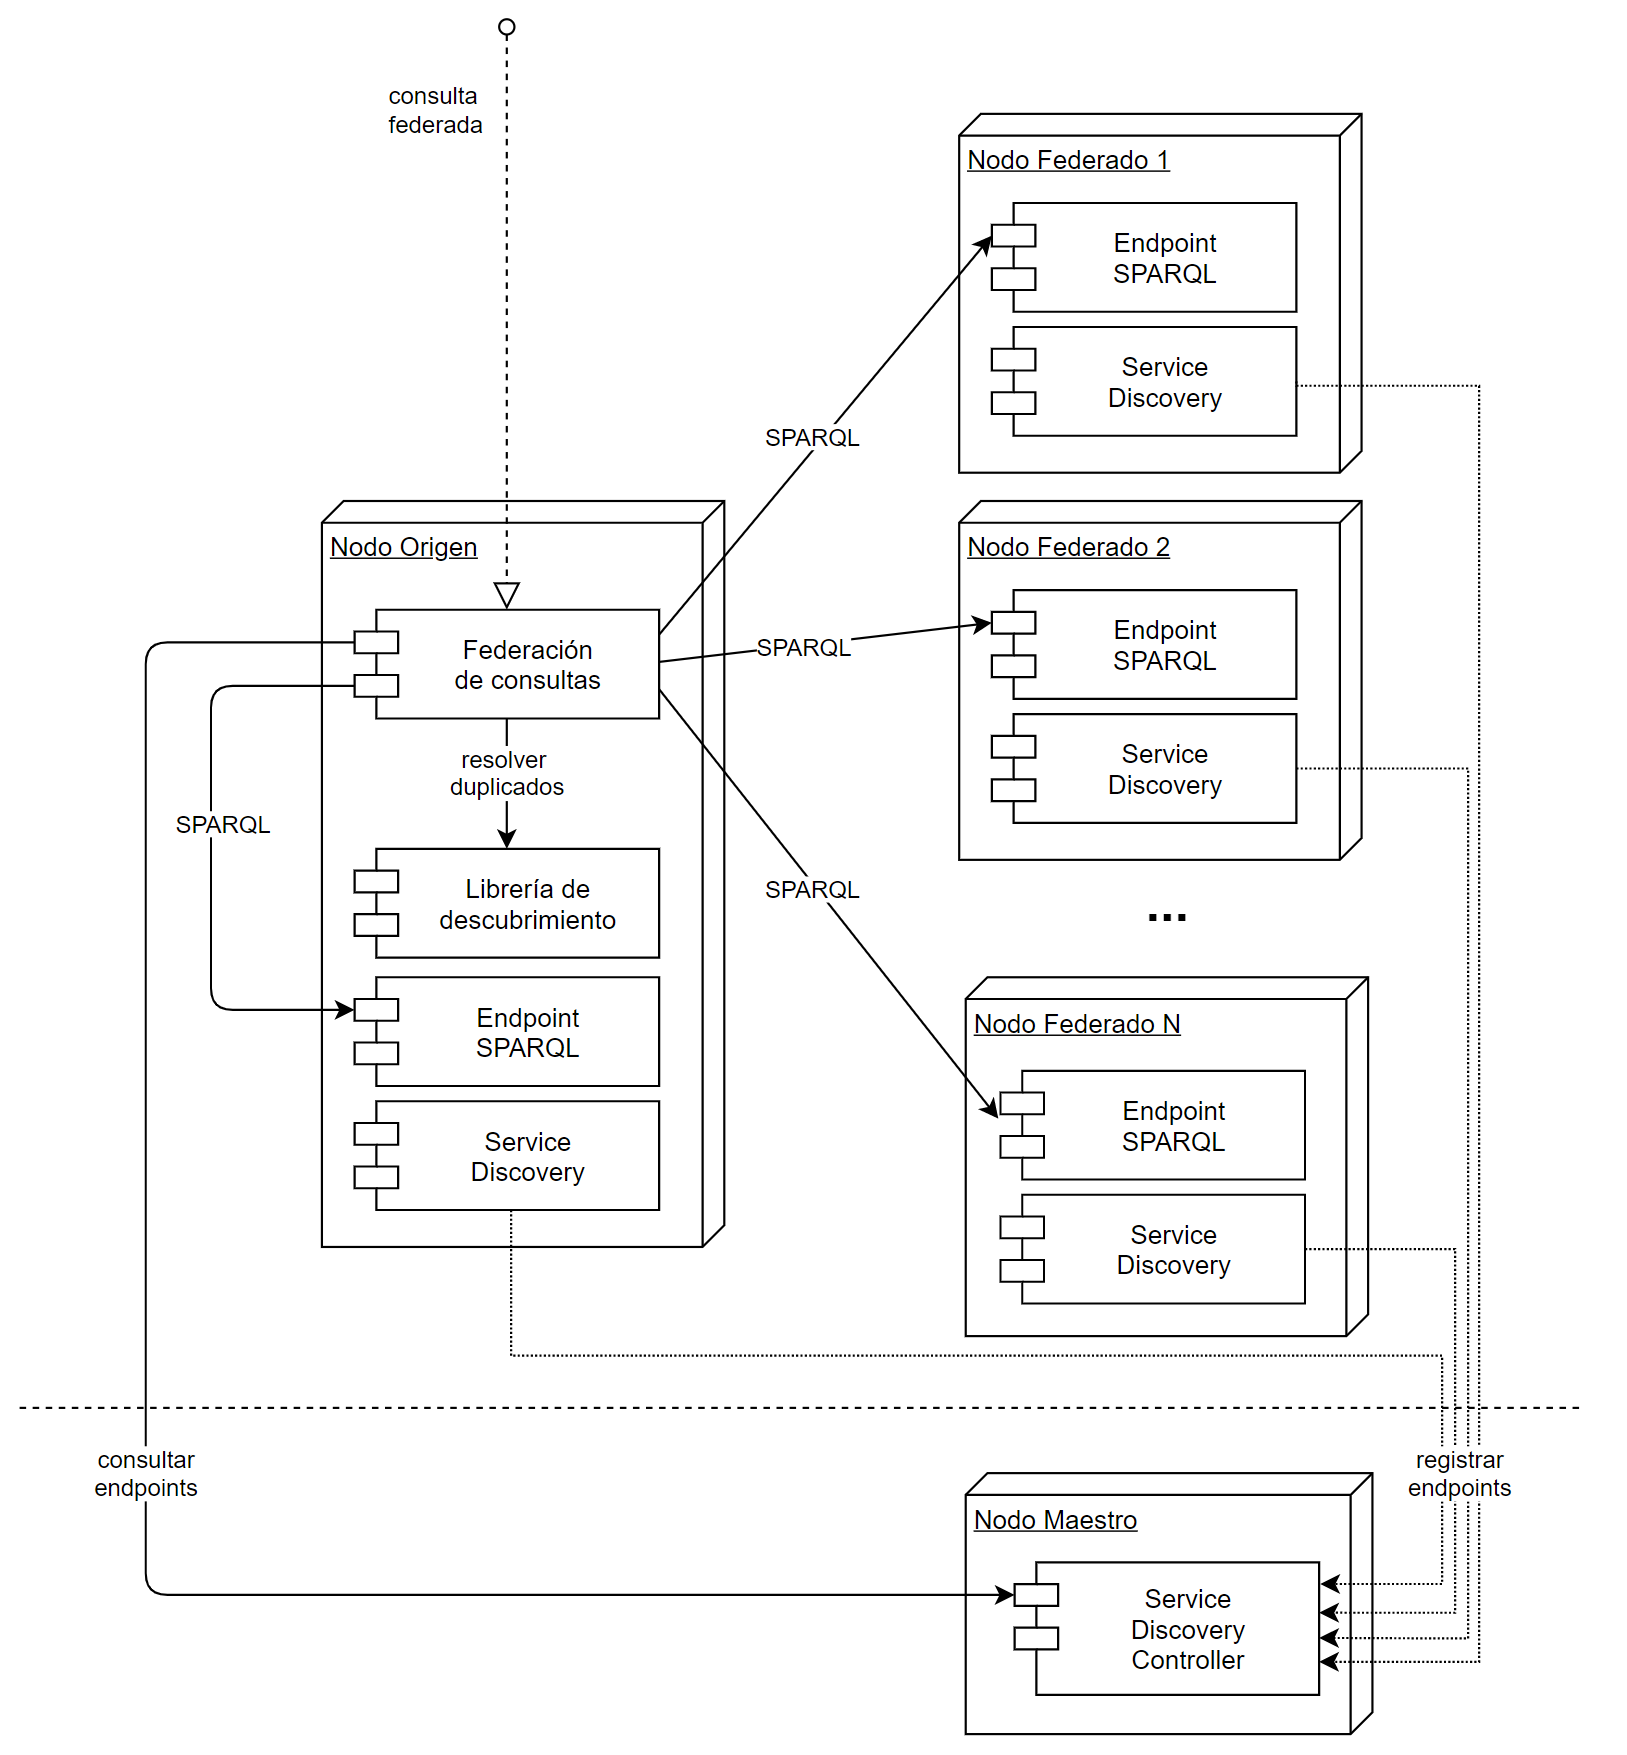 consulta
federada
Nodo Federado 1
Endpoint
SPARQL
Service
Discovery
SPARQL
Nodo Origen
Federación
de consultas
resolver
duplicados
SPARQL
Librería de
descubrimiento
Endpoint
SPARQL
Service
Discovery
SPARQL
Nodo Federado 2
Endpoint
SPARQL
Service
Discovery
SPARQL
...
Nodo Federado N
Endpoint
SPARQL
Service
Discovery
consultar
endpoints
registrar
endpoints
Nodo Maestro
Service
Discovery
Controller